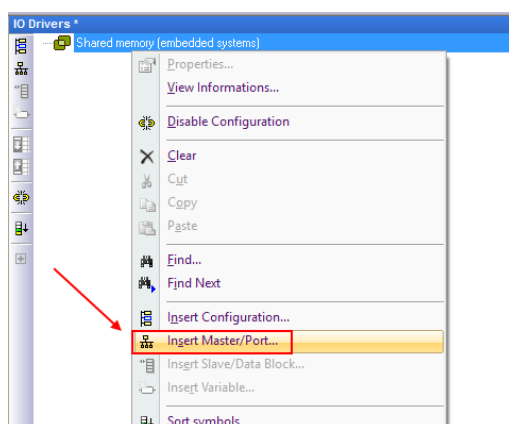 IO Drivers *
Shared memory (embedded systems)
Properties...
View Informations...
Disable Configuration
Clear
Cut
Copy
Paste
Find...
Find Next
Insert Configuration...
Insert Master/Port...
Insert Slave/Data Block...
Insert Variable...
Sort symbols